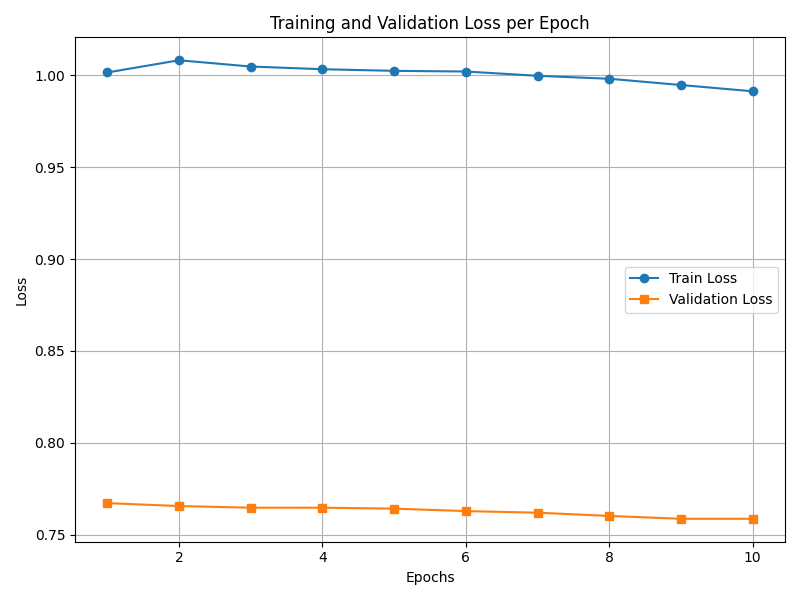 Training and Validation Loss per Epoch
1.00
0.95
0.90
0.85
0.80
0.75
Loss
Train Loss
Validation Loss
2 4 6 8 10
Epochs